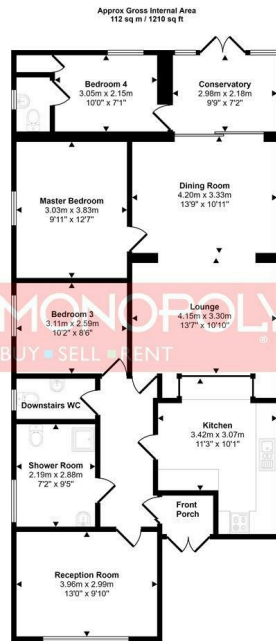 Approx Gross Internal Area
112 sq m / 1210 sq ft
Bedroom 4
3.05m x 2.15m
10'0" x 7'1"
Conservatory
2.98m x 2.18m
9'9" x 7'2"
Dining Room
4.20m x 3.33m
13'9" x 10'11"
Master Bedroom
3.03m x 3.83m
9'11" x 12'7"
Bedroom 3
3.11m x 2.59m
10'2" x 8'6"
Lounge
4.15m x 3.30m
13'7" x 10'10"
MONOPOLY
BUY SELL RENT
®
Downstairs WC
Kitchen
3.42m x 3.07m
11'3" x 10'1"
Shower Room
2.19m x 2.88m
7'2" x 9'5"
Front
Porch
Reception Room
3.96m x 2.99m
13'0" x 9'10"